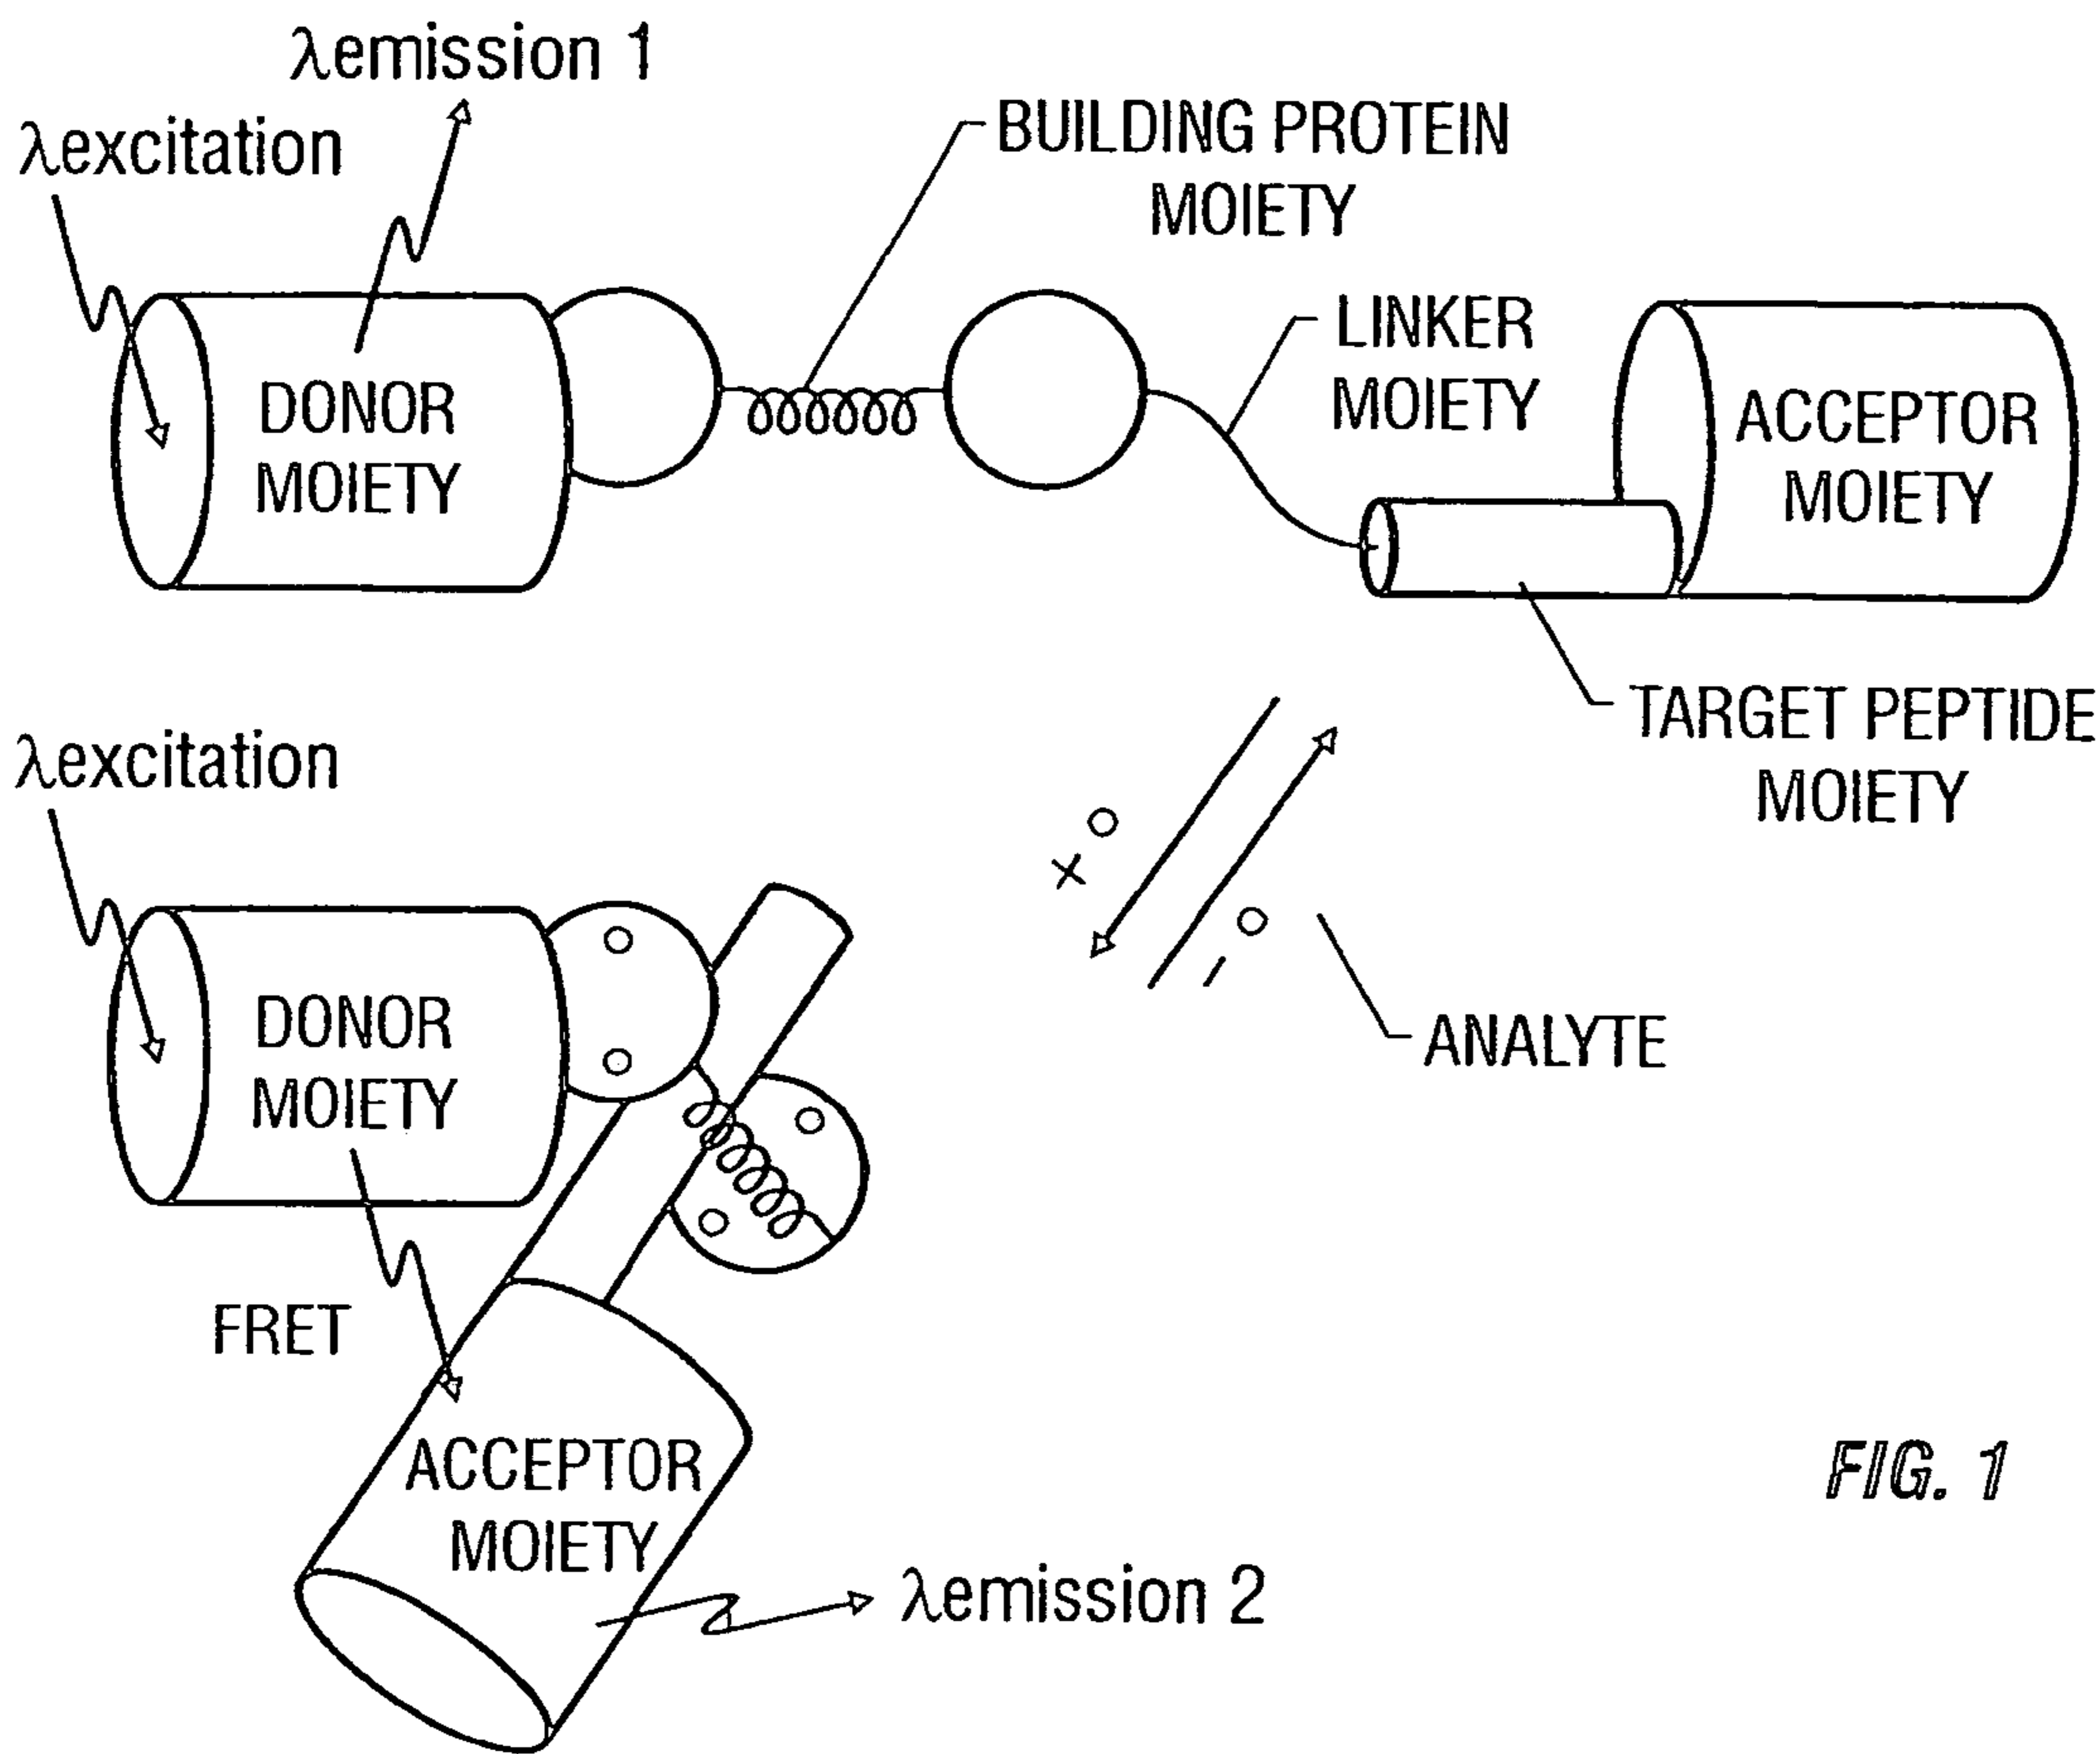 λemission 1
λexcitation
BUILDING PROTEIN
MOIETY
LINKER
MOIETY
DONOR
MOIETY
ACCEPTOR
MOIETY
TARGET PEPTIDE
MOIETY
λexcitation
+
−
ANALYTE
DONOR
MOIETY
FRET
ACCEPTOR
MOIETY
λemission 2
FIG. 1